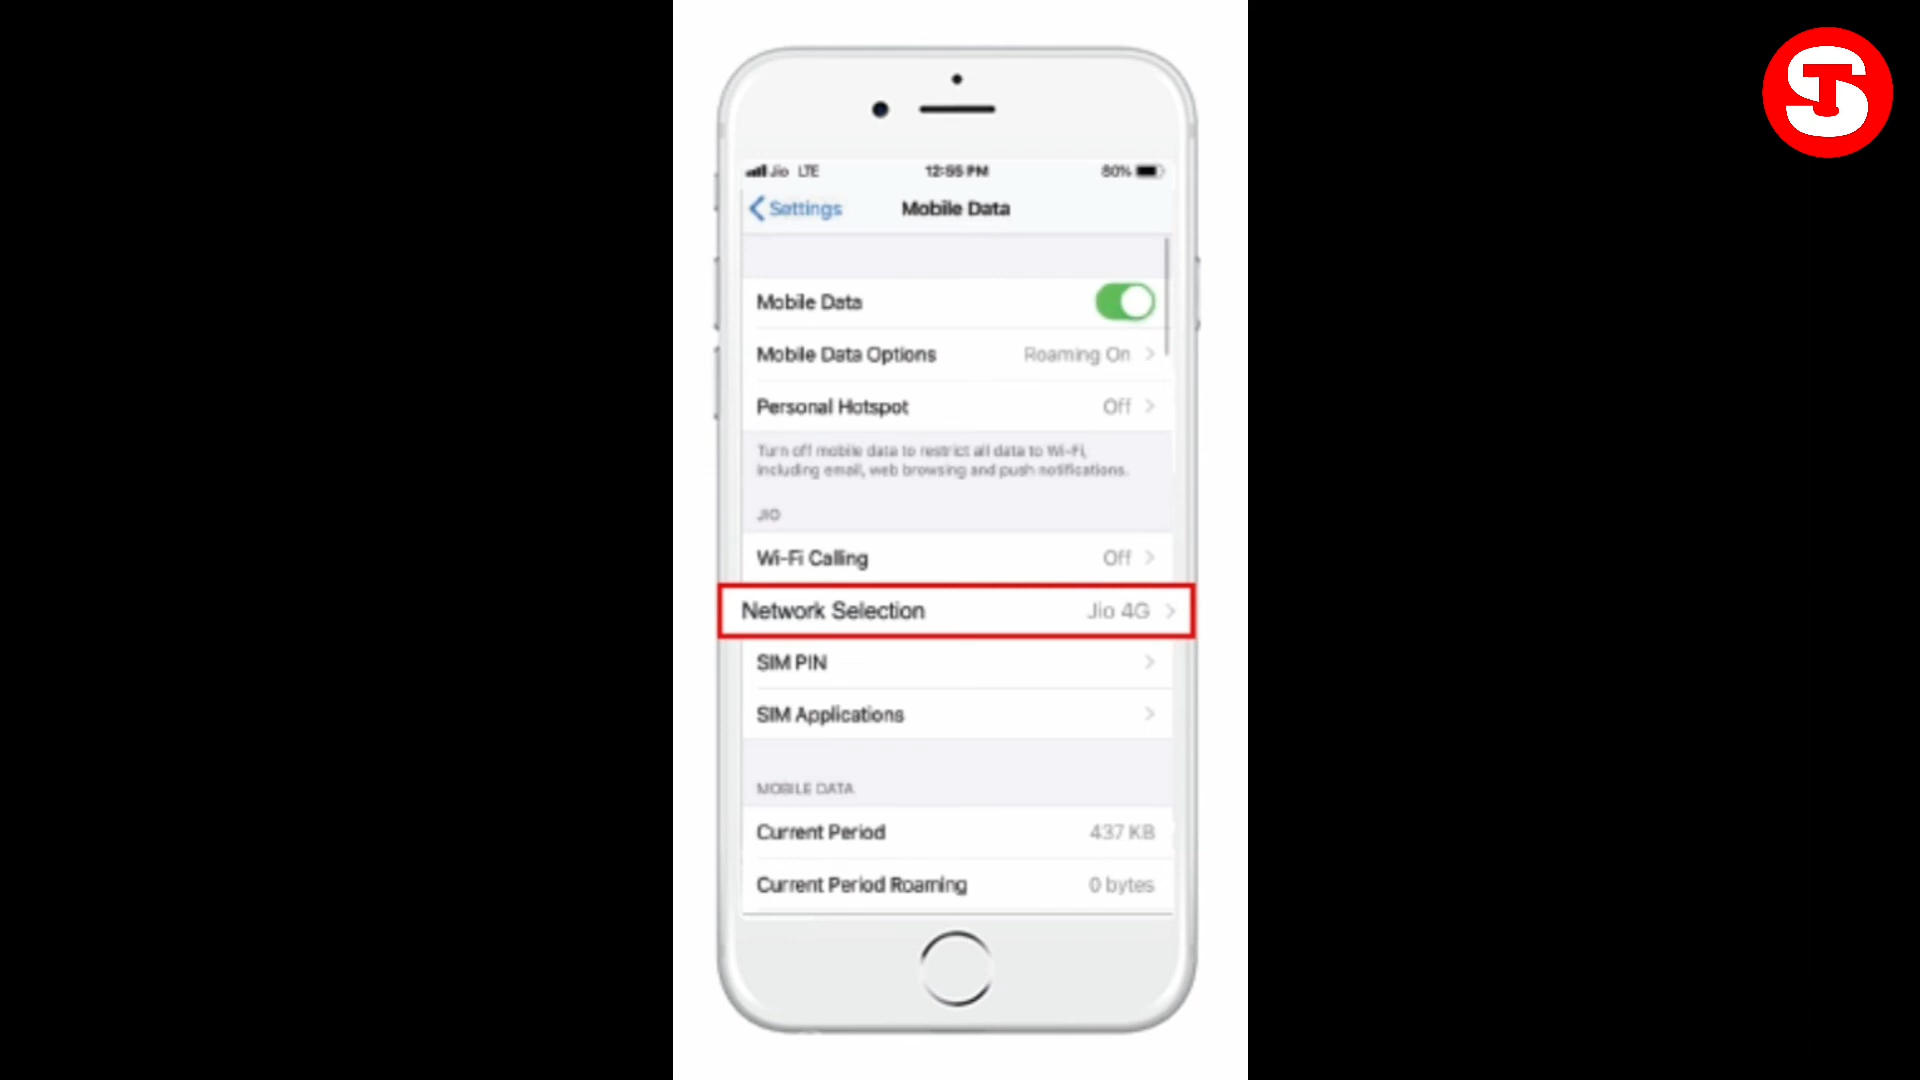 Jio LTE 12:55 PM 80%
Settings Mobile Data
Mobile Data
Mobile Data Options Roaming On
Personal Hotspot Off
Turn off mobile data to restrict all data to Wi-Fi,
including email, web browsing and push notifications.
JIO
Wi-Fi Calling Off
Network Selection Jio 4G
SIM PIN
SIM Applications
MOBILE DATA
Current Period 437 KB
Current Period Roaming 0 bytes
ST